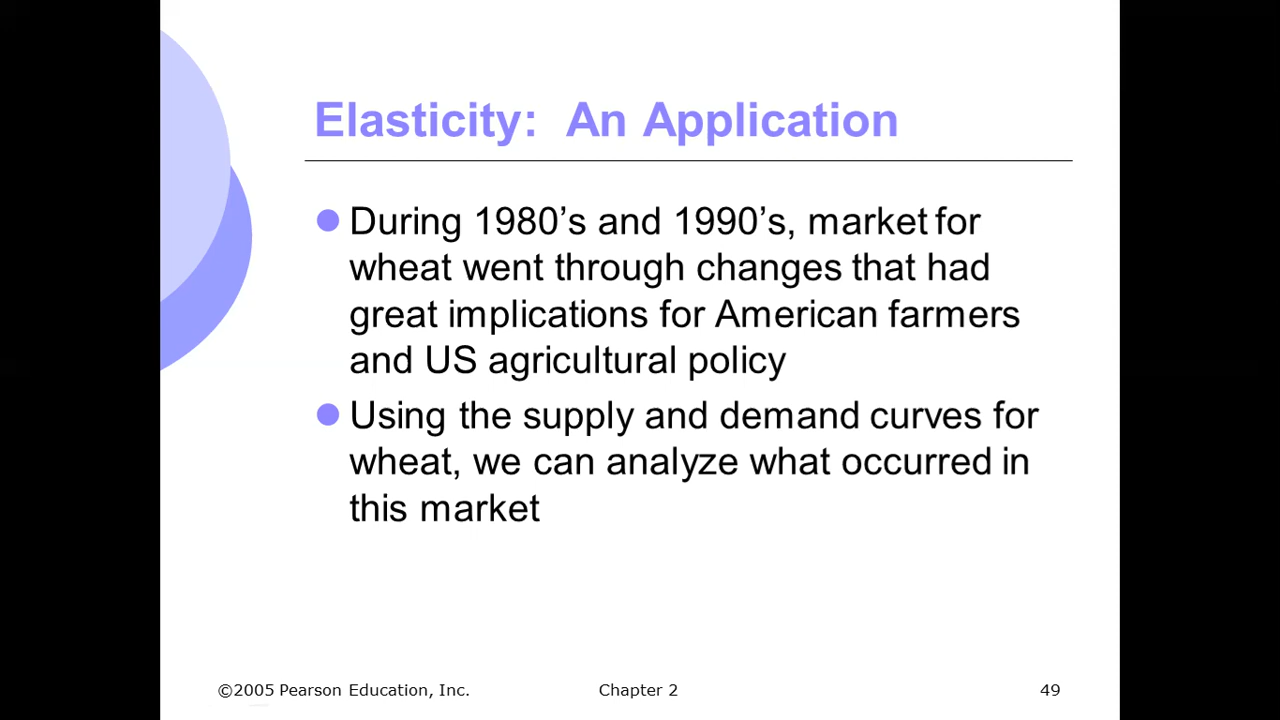 Elasticity: An Application
During 1980’s and 1990’s, market for
wheat went through changes that had
great implications for American farmers
and US agricultural policy
Using the supply and demand curves for
wheat, we can analyze what occurred in
this market
©2005 Pearson Education, Inc. Chapter 2 49